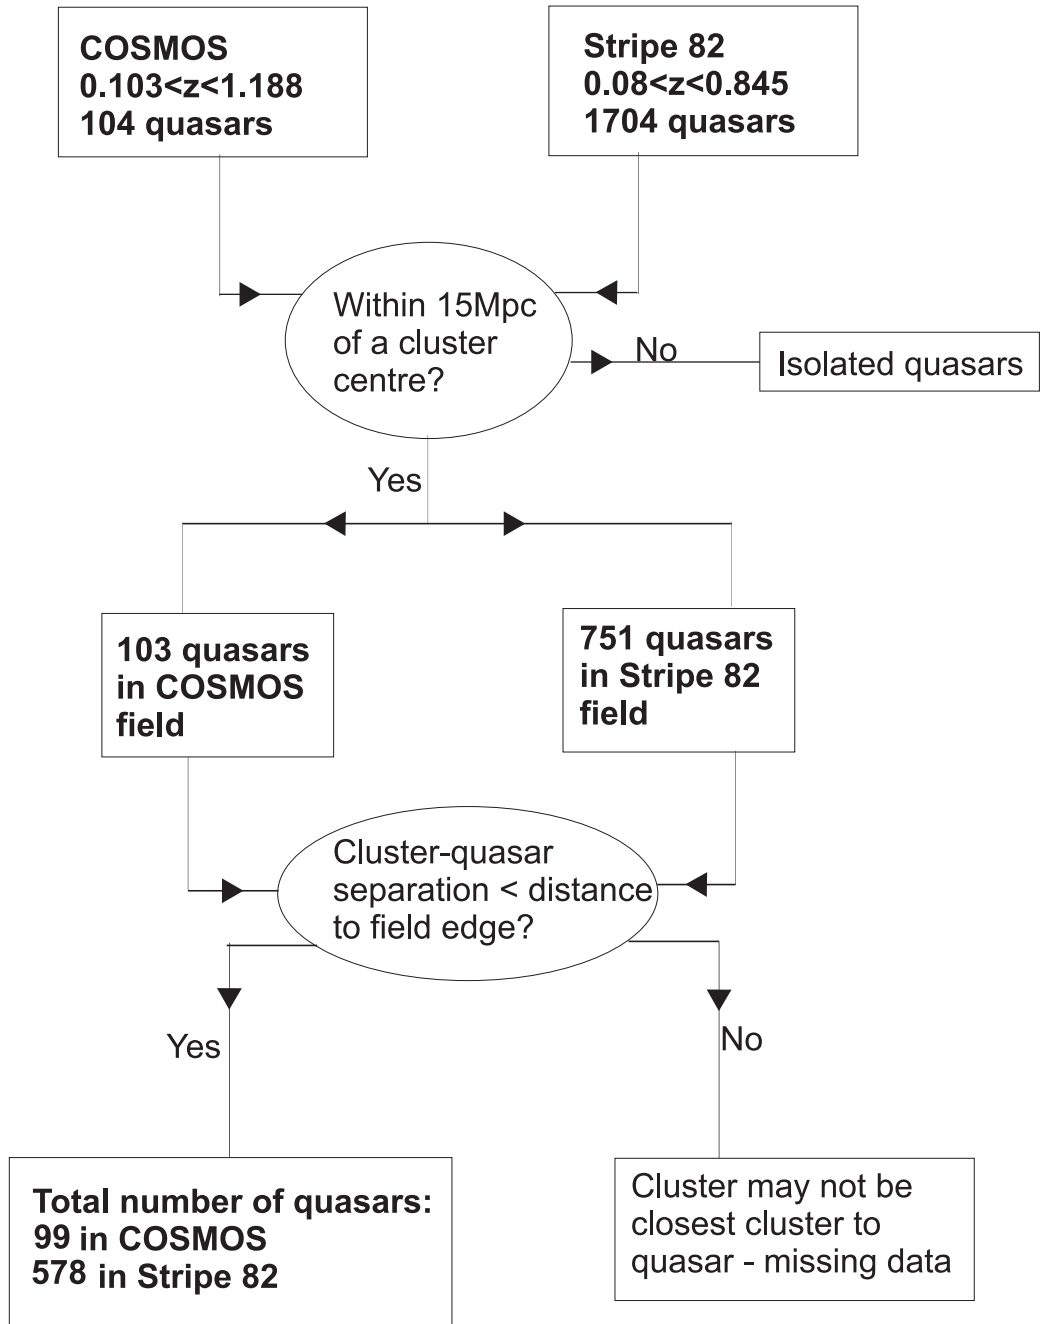 COSMOS
0.103<z<1.188
104 quasars
Stripe 82
0.08<z<0.845
1704 quasars
Within 15Mpc
of a cluster
centre?
No
Isolated quasars
Yes
103 quasars
in COSMOS
field
751 quasars
in Stripe 82
field
Cluster-quasar
separation < distance
to field edge?
Yes
No
Total number of quasars:
99 in COSMOS
578 in Stripe 82
Cluster may not be
closest cluster to
quasar - missing data